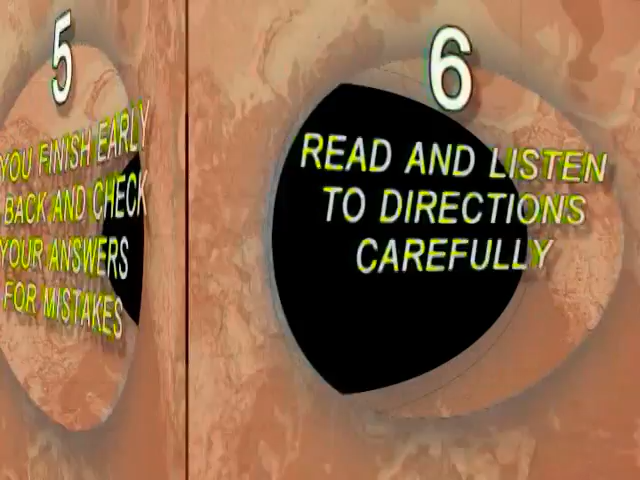 5
YOU FINISH EARLY
BACK AND CHECK
YOUR ANSWERS
FOR MISTAKES
6
READ AND LISTEN
TO DIRECTIONS
CAREFULLY